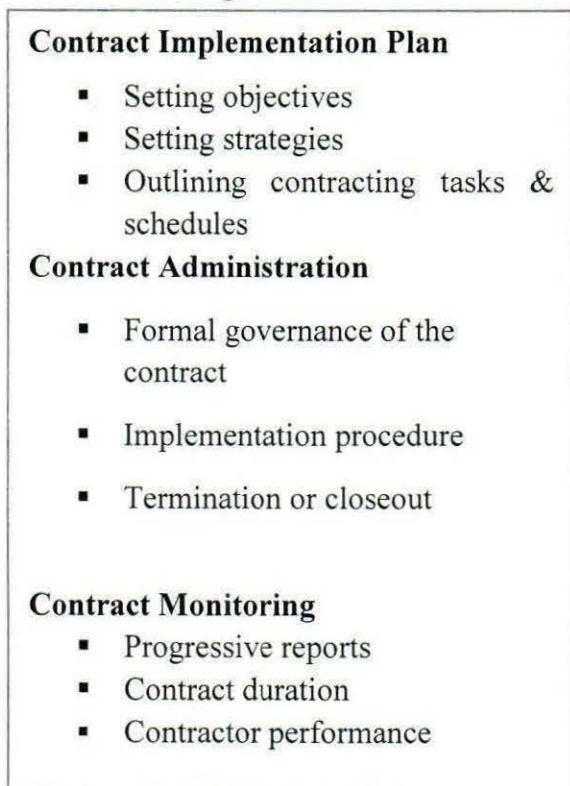 Contract Implementation Plan
▪ Setting objectives
▪ Setting strategies
▪ Outlining contracting tasks &
schedules
Contract Administration
▪ Formal governance of the
contract
▪ Implementation procedure
▪ Termination or closeout
Contract Monitoring
▪ Progressive reports
▪ Contract duration
▪ Contractor performance